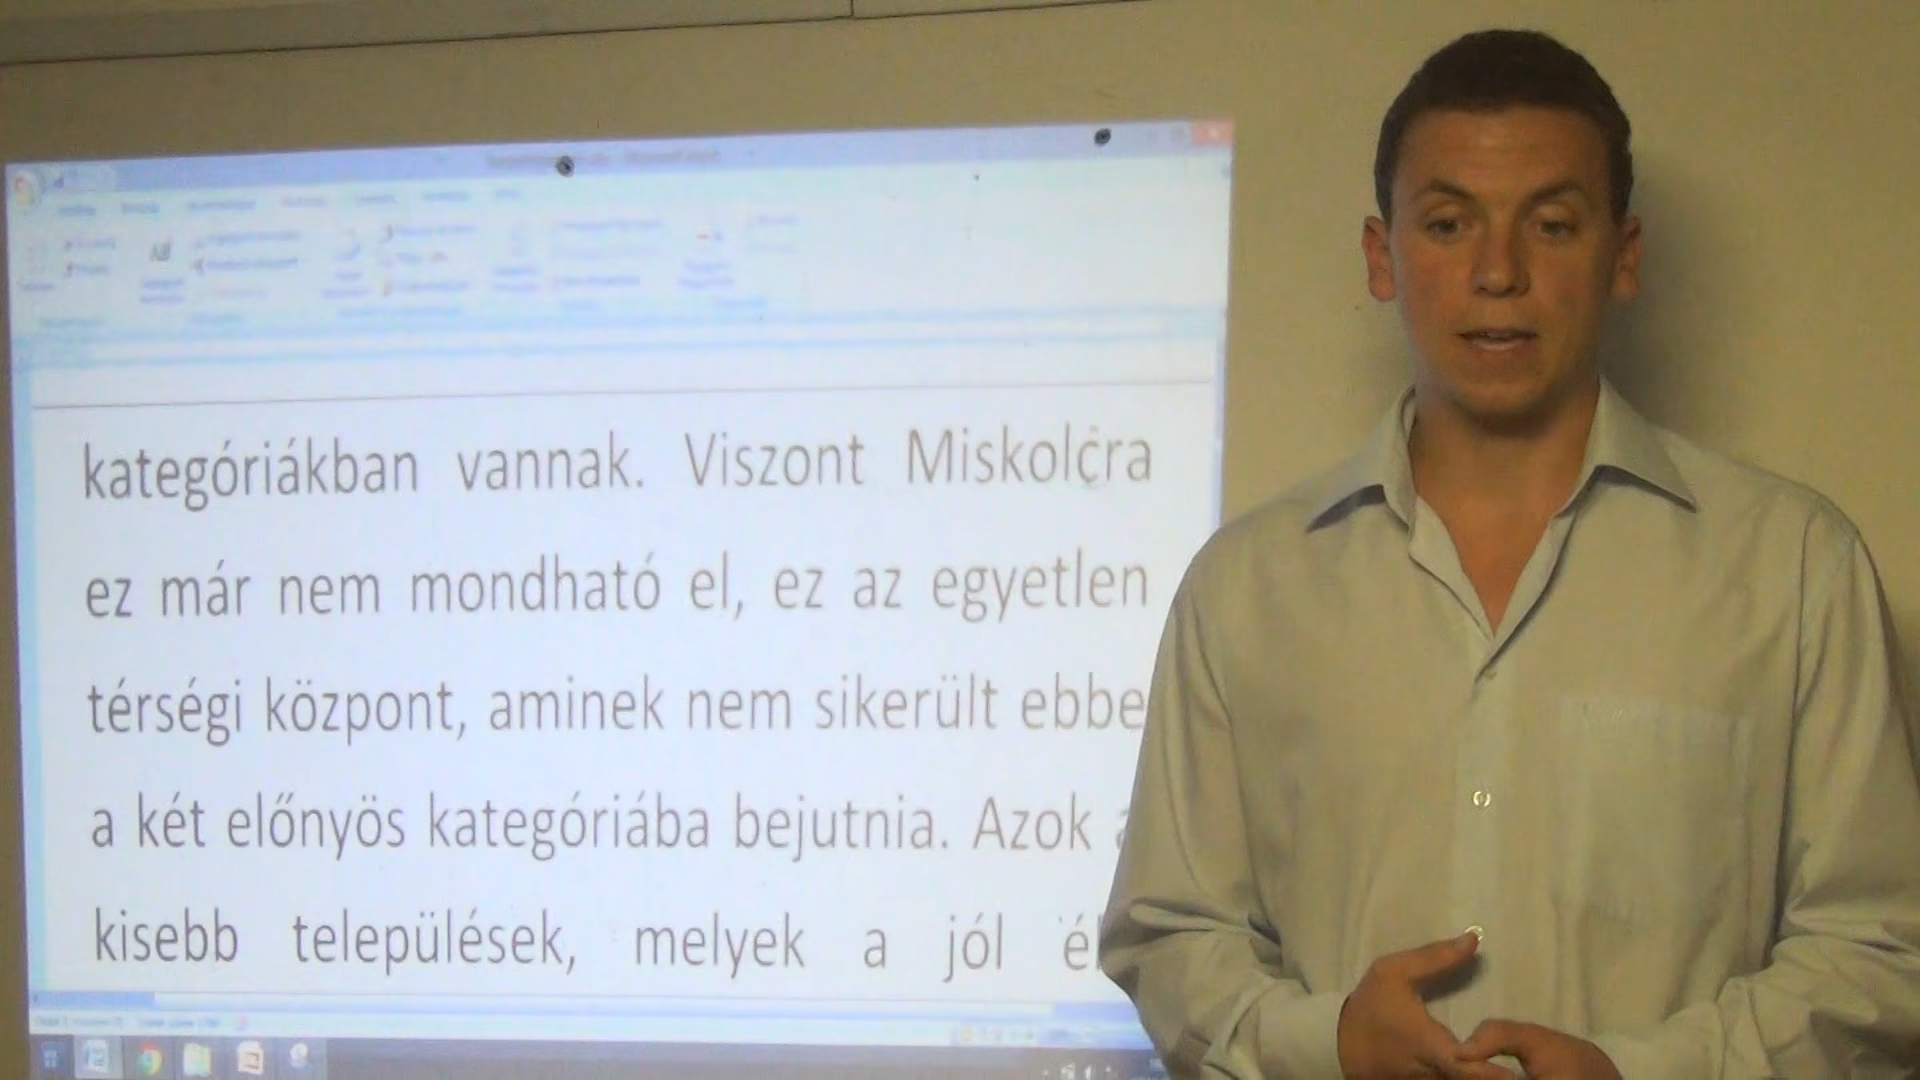 kategóriákban vannak. Viszont Miskolcra
ez már nem mondható el, ez az egyetlen
térségi központ, aminek nem sikerült ebbe
a két előnyös kategóriába bejutnia. Azok a
kisebb települések, melyek a jól